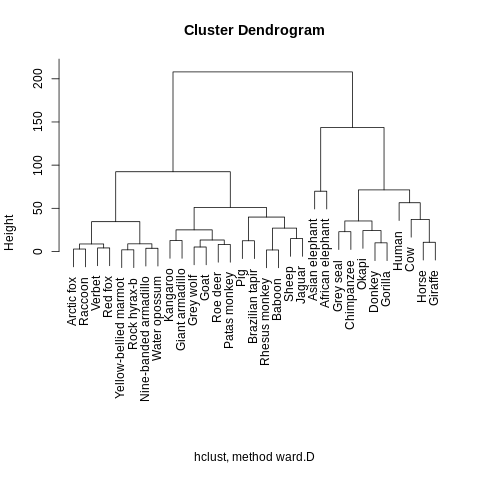 Cluster Dendrogram
Height
200
150
100
50
0
Arctic fox
Raccoon
Verbet
Red fox
Yellow-bellied marmot
Rock hyrax-b
Nine-banded armadillo
Water opossum
Kangaroo
Giant armadillo
Grey wolf
Goat
Roe deer
Patas monkey
Pig
Brazilian tapir
Rhesus monkey
Baboon
Sheep
Jaguar
Asian elephant
African elephant
Grey seal
Chimpanzee
Okapi
Donkey
Gorilla
Human
Cow
Horse
Giraffe
hclust, method ward.D